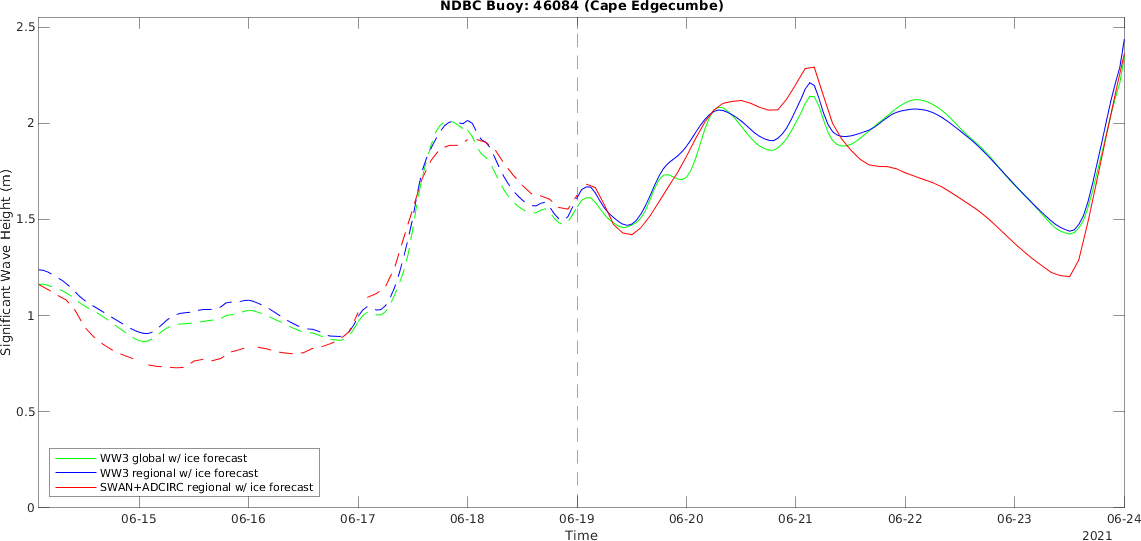 NDBC Buoy: 46084 (Cape Edgecumbe)
2.5
2
1.5
1
0.5
0
Significant Wave Height (m)
WW3 global w/ ice forecast
WW3 regional w/ ice forecast
SWAN+ADCIRC regional w/ ice forecast
06-15 06-16 06-17 06-18 06-19 06-20 06-21 06-22 06-23 06-24
Time
2021